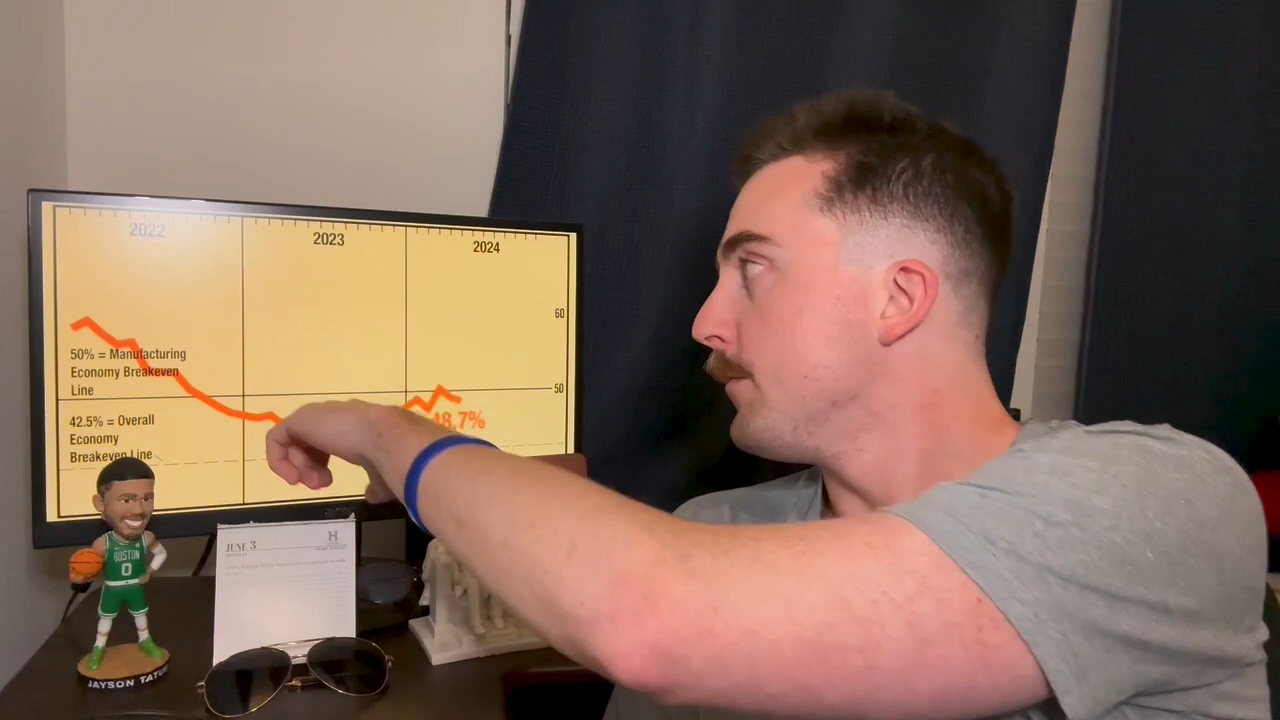 2022
2023
2024
60
50% = Manufacturing
Economy Breakeven
Line
50
42.5% = Overall
Economy
Breakeven Line
48.7%
JUNE 3
H
BOSTON
0
JAYSON TATUM